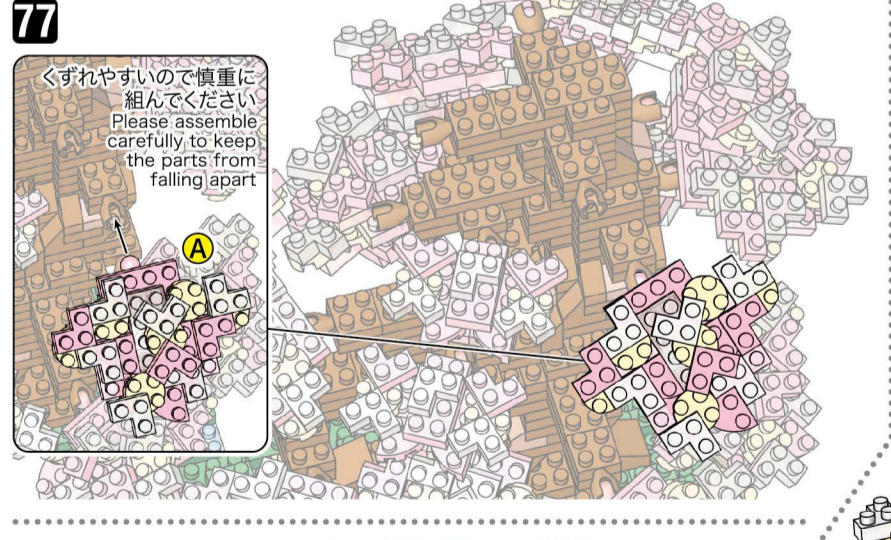 77
くずれやすいので慎重に
組んでください
Please assemble
carefully to keep
the parts from
falling apart
A